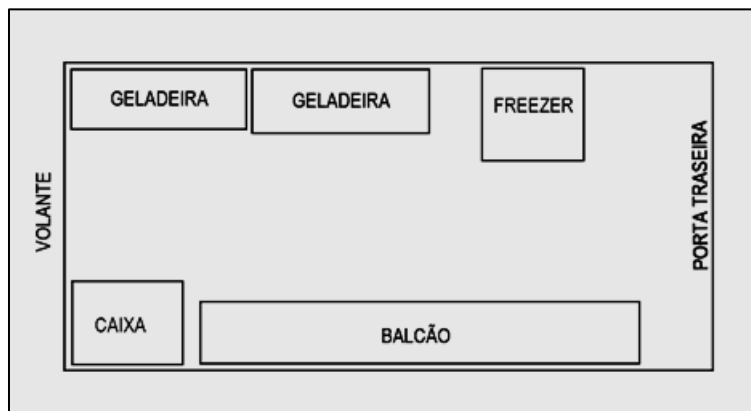 GELADEIRA
GELADEIRA
FREEZER
VOLANTE
PORTA TRASEIRA
CAIXA
BALCÃO